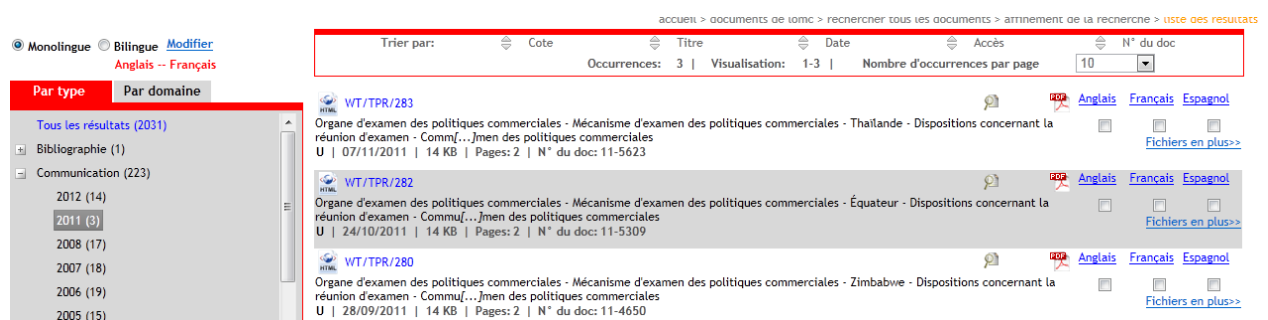 accueil > documents de lomc > rechercher tous les documents > affinement de la recherche > liste des résultats
Monolingue Bilingue Modifier
Anglais -- Français
Par type Par domaine
Tous les résultats (2031)
Bibliographie (1)
Communication (223)
2012 (14)
2011 (3)
2008 (17)
2007 (18)
2006 (19)
2005 (15)
Trier par: Cote Titre Date Accès N° du doc
Occurrences: 3 | Visualisation: 1-3 | Nombre d'occurrences par page 10
HTML WT/TPR/283 PDF Anglais Français Espagnol
Organe d'examen des politiques commerciales - Mécanisme d'examen des politiques commerciales - Thaïlande - Dispositions concernant la
réunion d'examen - Comm[...]men des politiques commerciales
Fichiers en plus>>
U | 07/11/2011 | 14 KB | Pages: 2 | N° du doc: 11-5623
HTML WT/TPR/282 PDF Anglais Français Espagnol
Organe d'examen des politiques commerciales - Mécanisme d'examen des politiques commerciales - Équateur - Dispositions concernant la
réunion d'examen - Commu[...]men des politiques commerciales
Fichiers en plus>>
U | 24/10/2011 | 14 KB | Pages: 2 | N° du doc: 11-5309
HTML WT/TPR/280 PDF Anglais Français Espagnol
Organe d'examen des politiques commerciales - Mécanisme d'examen des politiques commerciales - Zimbabwe - Dispositions concernant la
réunion d'examen - Commu[...]men des politiques commerciales
Fichiers en plus>>
U | 28/09/2011 | 14 KB | Pages: 2 | N° du doc: 11-4650